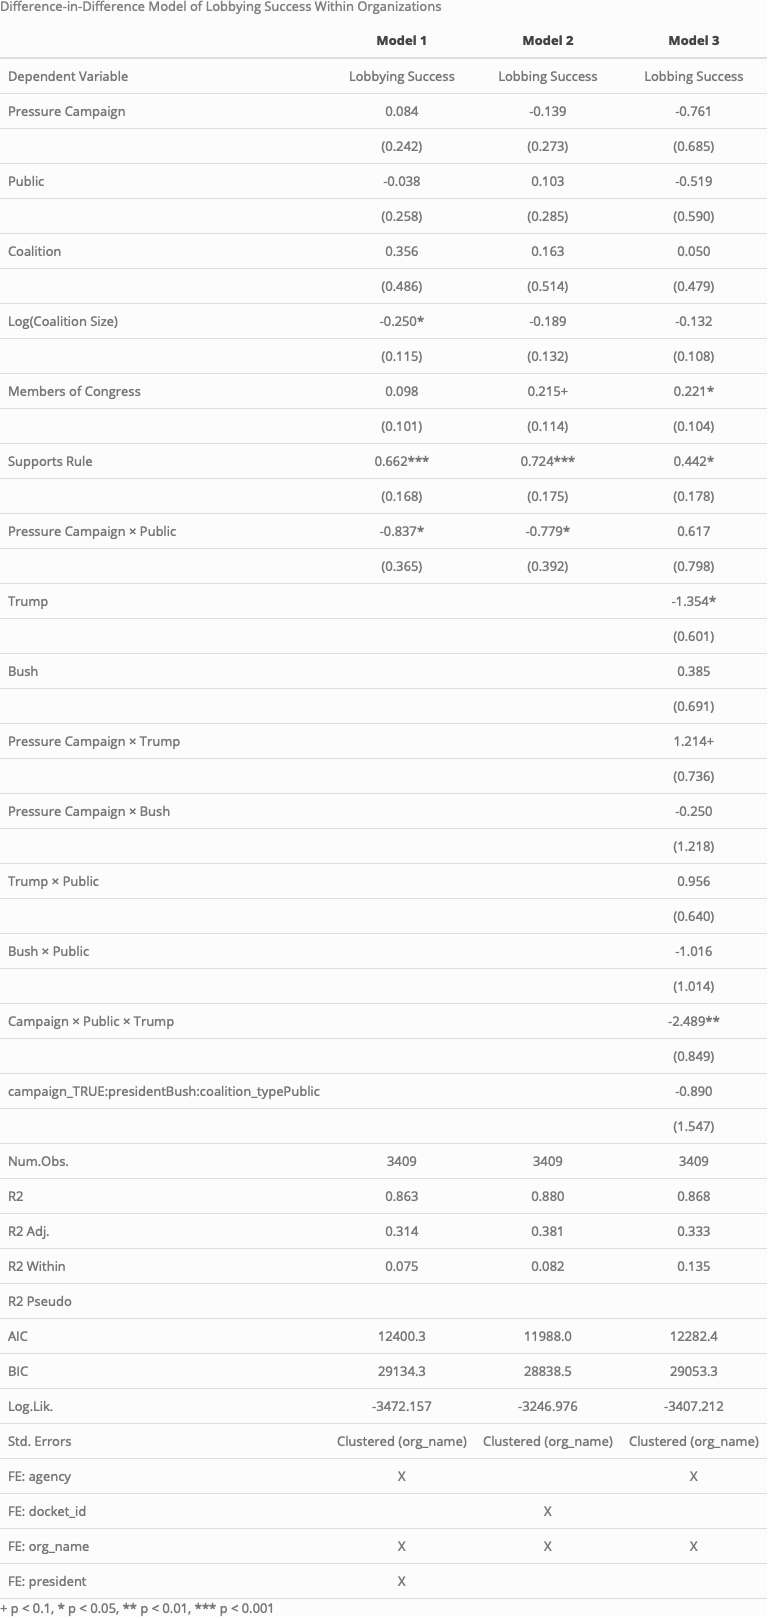 Difference-in-Difference Model of Lobbying Success Within Organizations
Model 1 Model 2 Model 3
Dependent Variable Lobbying Success Lobbing Success Lobbing Success
Pressure Campaign 0.084 -0.139 -0.761
(0.242) (0.273) (0.685)
Public -0.038 0.103 -0.519
(0.258) (0.285) (0.590)
Coalition 0.356 0.163 0.050
(0.486) (0.514) (0.479)
Log(Coalition Size) -0.250* -0.189 -0.132
(0.115) (0.132) (0.108)
Members of Congress 0.098 0.215+ 0.221*
(0.101) (0.114) (0.104)
Supports Rule 0.662*** 0.724*** 0.442*
(0.168) (0.175) (0.178)
Pressure Campaign × Public -0.837* -0.779* 0.617
(0.365) (0.392) (0.798)
Trump -1.354*
(0.601)
Bush 0.385
(0.691)
Pressure Campaign × Trump 1.214+
(0.736)
Pressure Campaign × Bush -0.250
(1.218)
Trump × Public 0.956
(0.640)
Bush × Public -1.016
(1.014)
Campaign × Public × Trump -2.489**
(0.849)
campaign_TRUE:presidentBush:coalition_typePublic -0.890
(1.547)
Num.Obs. 3409 3409 3409
R2 0.863 0.880 0.868
R2 Adj. 0.314 0.381 0.333
R2 Within 0.075 0.082 0.135
R2 Pseudo
AIC 12400.3 11988.0 12282.4
BIC 29134.3 28838.5 29053.3
Log.Lik. -3472.157 -3246.976 -3407.212
Std. Errors Clustered (org_name) Clustered (org_name) Clustered (org_name)
FE: agency X X
FE: docket_id X
FE: org_name X X X
FE: president X
+ p < 0.1, * p < 0.05, ** p < 0.01, *** p < 0.001